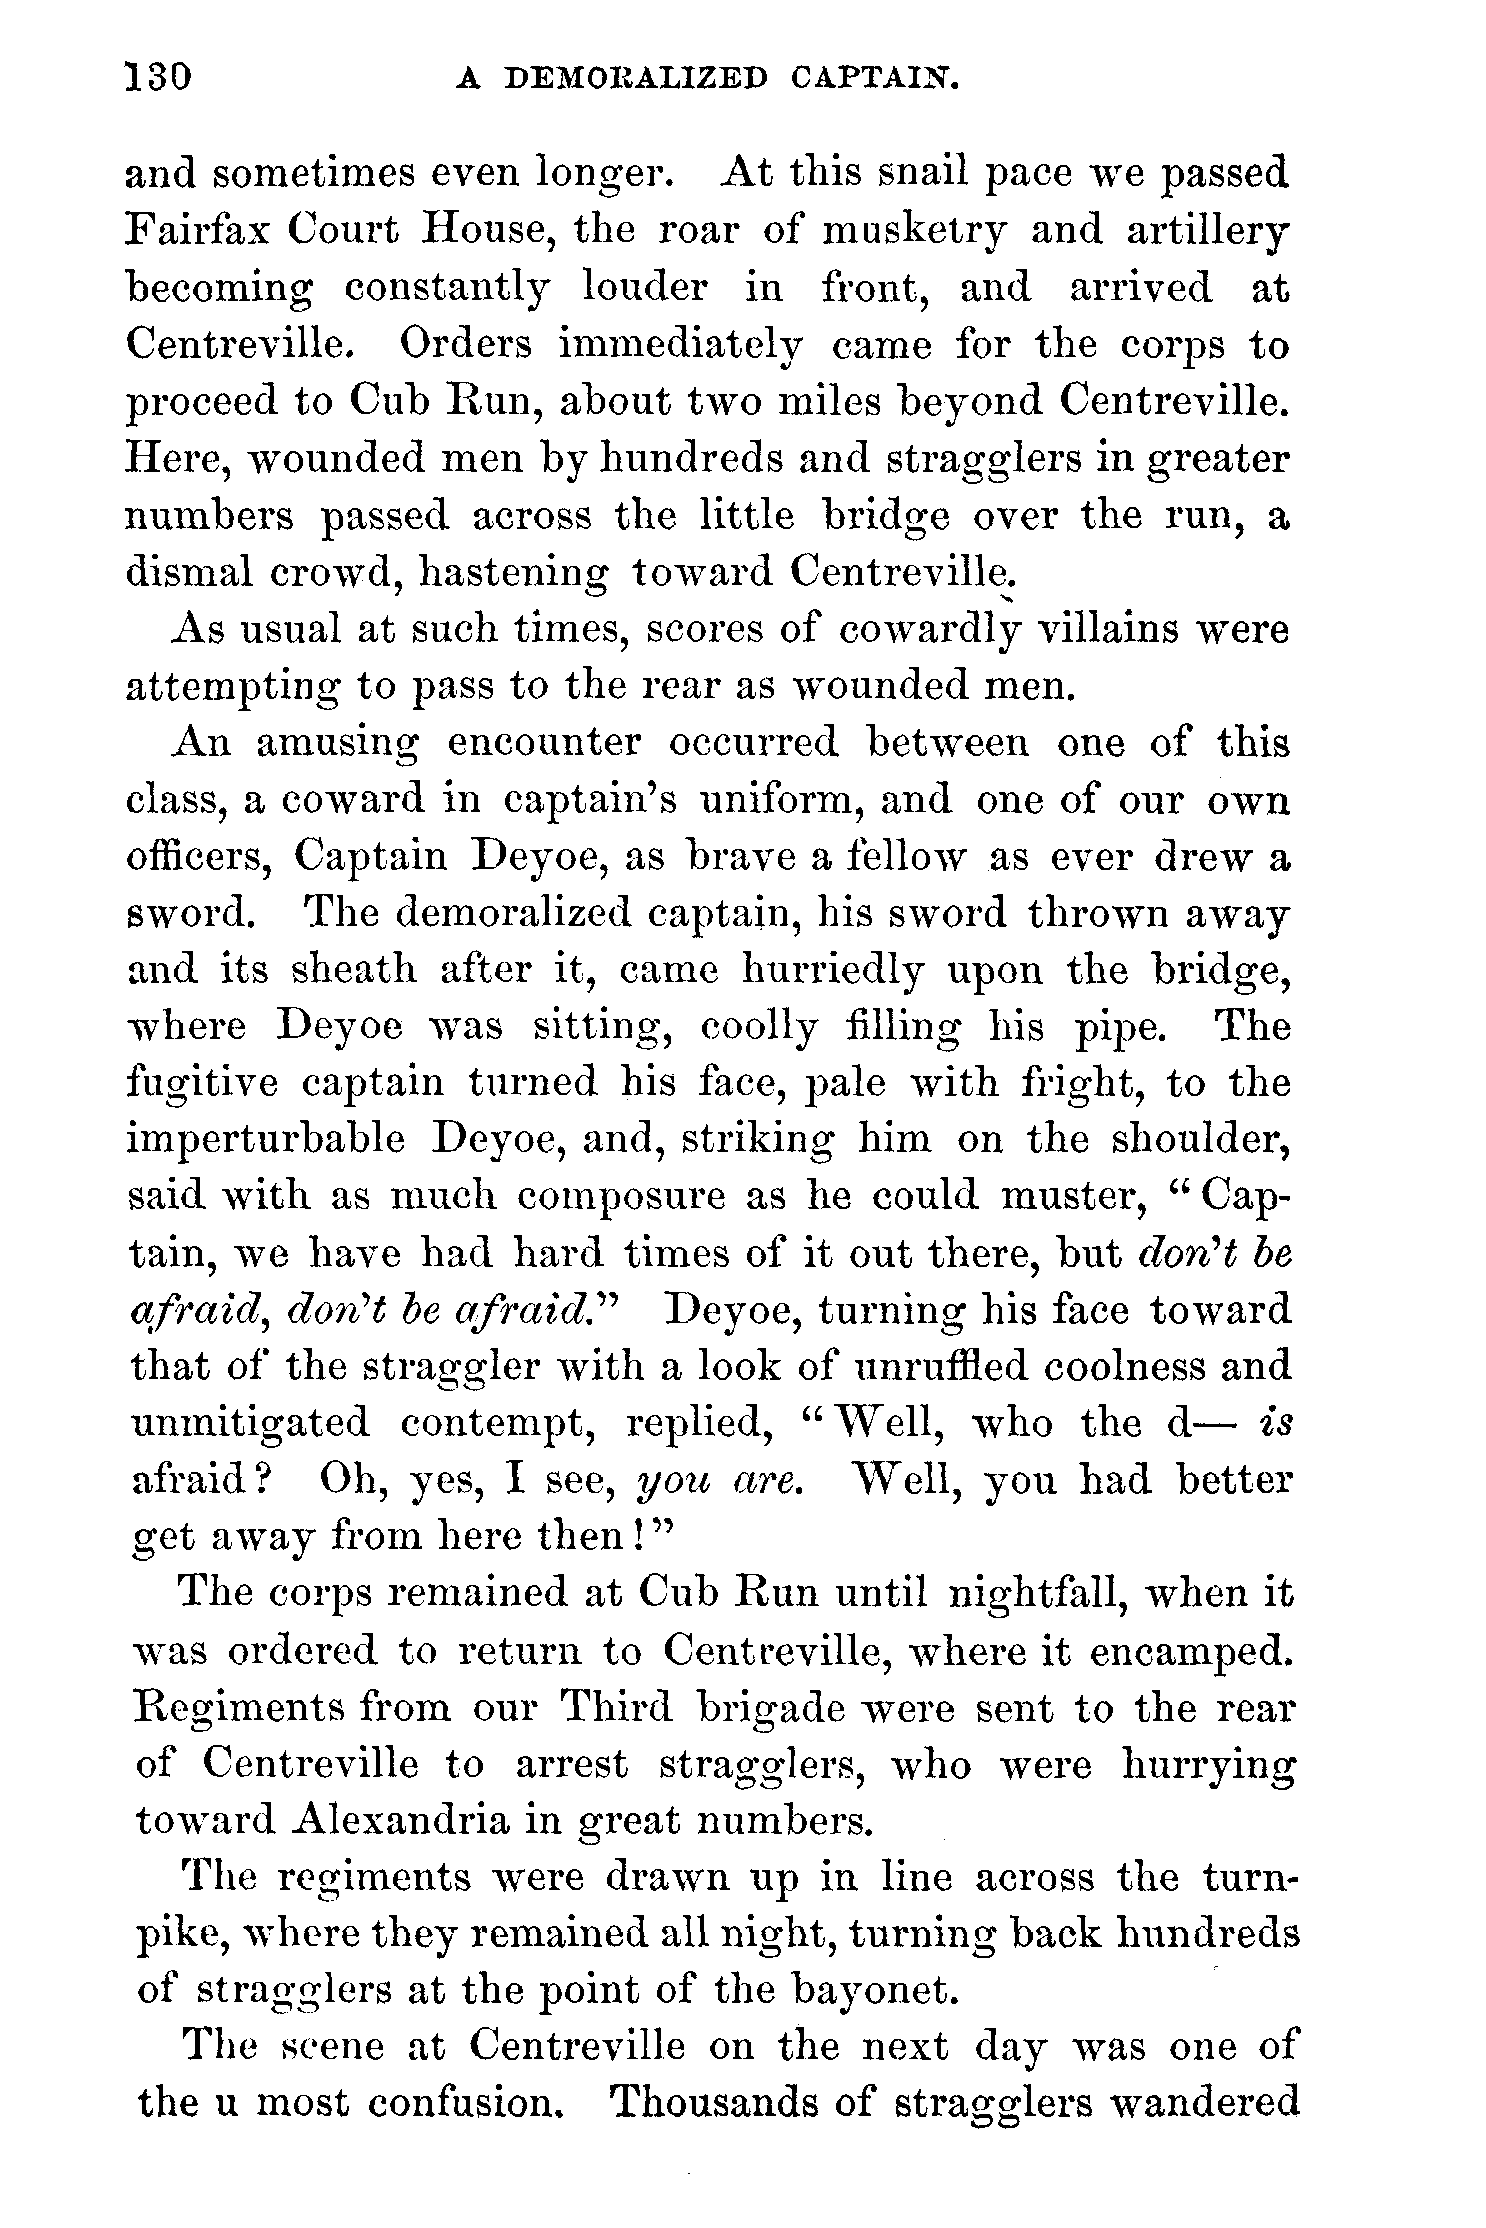 130 A DEMORALIZED CAPTAIN.
and sometimes even longer. At this snail pace we passed
Fairfax Court House, the roar of musketry and artillery
becoming constantly louder in front, and arrived at
Centreville. Orders immediately came for the corps to
proceed to Cub Run, about two miles beyond Centreville.
Here, wounded men by hundreds and stragglers in greater
numbers passed across the little bridge over the run, a
dismal crowd, hastening toward Centreville.
As usual at such times, scores of cowardly villains were
attempting to pass to the rear as wounded men.
An amusing encounter occurred between one of this
class, a coward in captain's uniform, and one of our own
officers, Captain Deyoe, as brave a fellow as ever drew a
sword. The demoralized captain, his sword thrown away
and its sheath after it, came hurriedly upon the bridge,
where Deyoe was sitting, coolly filling his pipe. The
fugitive captain turned his face, pale with fright, to the
imperturbable Deyoe, and, striking him on the shoulder,
said with as much composure as he could muster, " Cap-
tain, we have had hard times of it out there, but don't be
afraid, don't be afraid." Deyoe, turning his face toward
that of the straggler with a look of unruffled coolness and
unmitigated contempt, replied, " Well, who the d— is
afraid ? Oh, yes, I see, you are. Well, you had better
get away from here then ! "
The corps remained at Cub Run until nightfall, when it
was ordered to return to Centreville, where it encamped.
Regiments from our Third brigade were sent to the rear
of Centreville to arrest stragglers, who were hurrying
toward Alexandria in great numbers.
The regiments were drawn up in line across the turn-
pike, where they remained all night, turning back hundreds
of stragglers at the point of the bayonet.
The scene at Centreville on the next day was one of
the u most confusion. Thousands of stragglers wandered